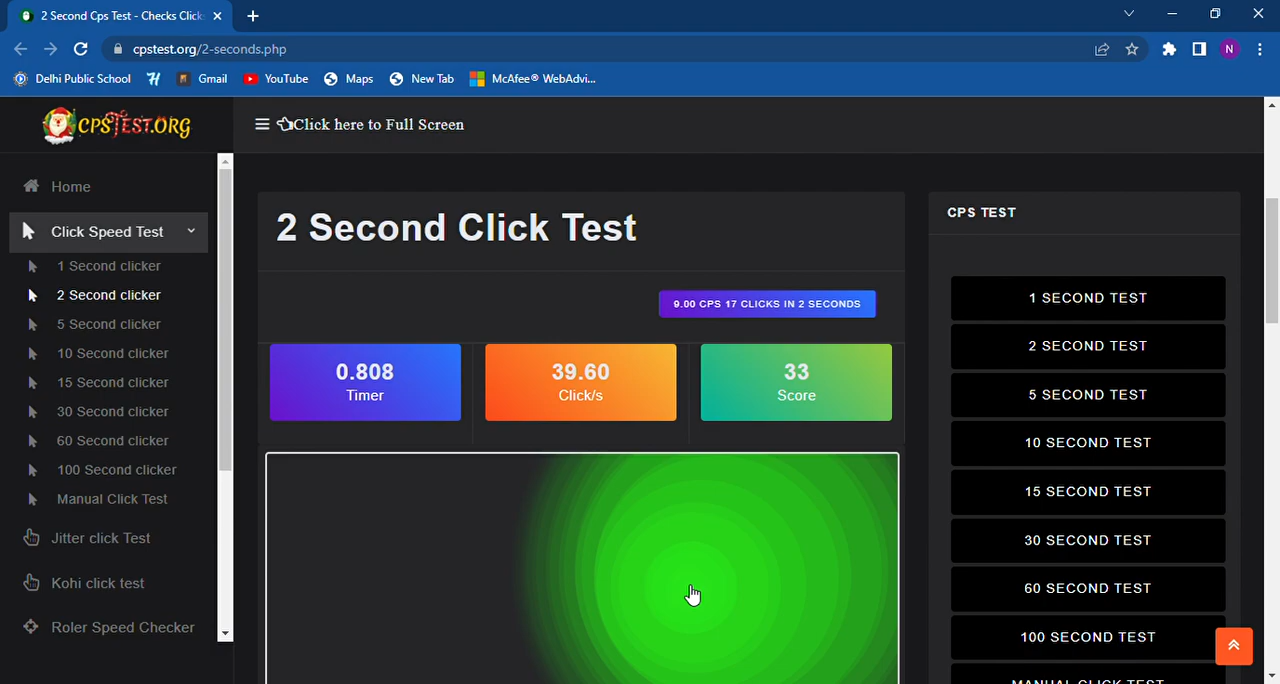 2 Second Cps Test - Checks Clicks
cpstest.org/2-seconds.php
N
Delhi Public School
Gmail
YouTube
Maps
New Tab
McAfee® WebAdvi...
CPSTEST.ORG
Click here to Full Screen
Home
Click Speed Test
1 Second clicker
2 Second clicker
5 Second clicker
10 Second clicker
15 Second clicker
30 Second clicker
60 Second clicker
100 Second clicker
Manual Click Test
Jitter click Test
Kohi click test
Roler Speed Checker
2 Second Click Test
9.00 CPS 17 CLICKS IN 2 SECONDS
0.808
Timer
39.60
Click/s
33
Score
CPS TEST
1 SECOND TEST
2 SECOND TEST
5 SECOND TEST
10 SECOND TEST
15 SECOND TEST
30 SECOND TEST
60 SECOND TEST
100 SECOND TEST
MANUAL CLICK TEST